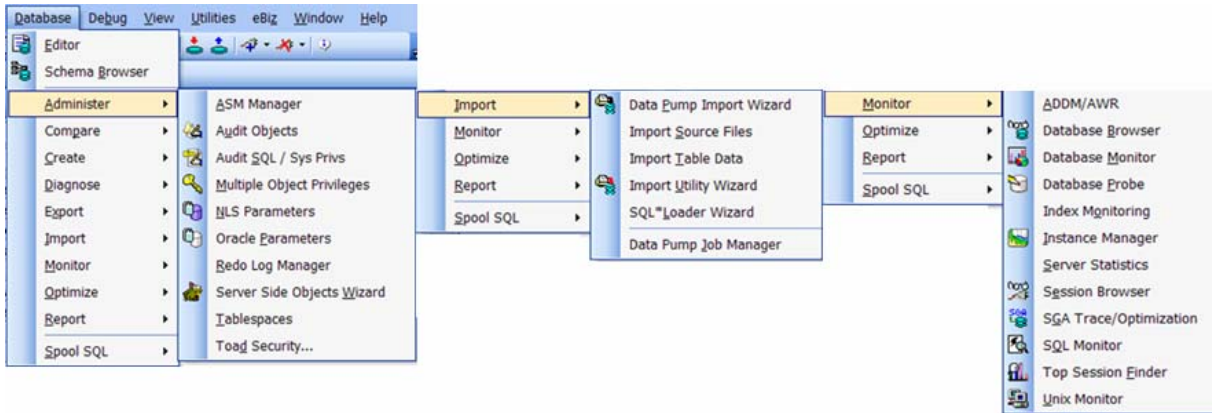 Database Debug View Utilities eBiz Window Help
Editor
Schema Browser
Administer
Compare
Create
Diagnose
Export
Import
Monitor
Optimize
Report
Spool SQL
ASM Manager
Audit Objects
Audit SQL / Sys Privs
Multiple Object Privileges
NLS Parameters
Oracle Parameters
Redo Log Manager
Server Side Objects Wizard
Tablespaces
Toad Security...
Import
Monitor
Optimize
Report
Spool SQL
Data Pump Import Wizard
Import Source Files
Import Table Data
Import Utility Wizard
SQL*Loader Wizard
Data Pump Job Manager
Monitor
Optimize
Report
Spool SQL
ADDM/AWR
Database Browser
Database Monitor
Database Probe
Index Monitoring
Instance Manager
Server Statistics
Session Browser
SGA Trace/Optimization
SQL Monitor
Top Session Finder
Unix Monitor